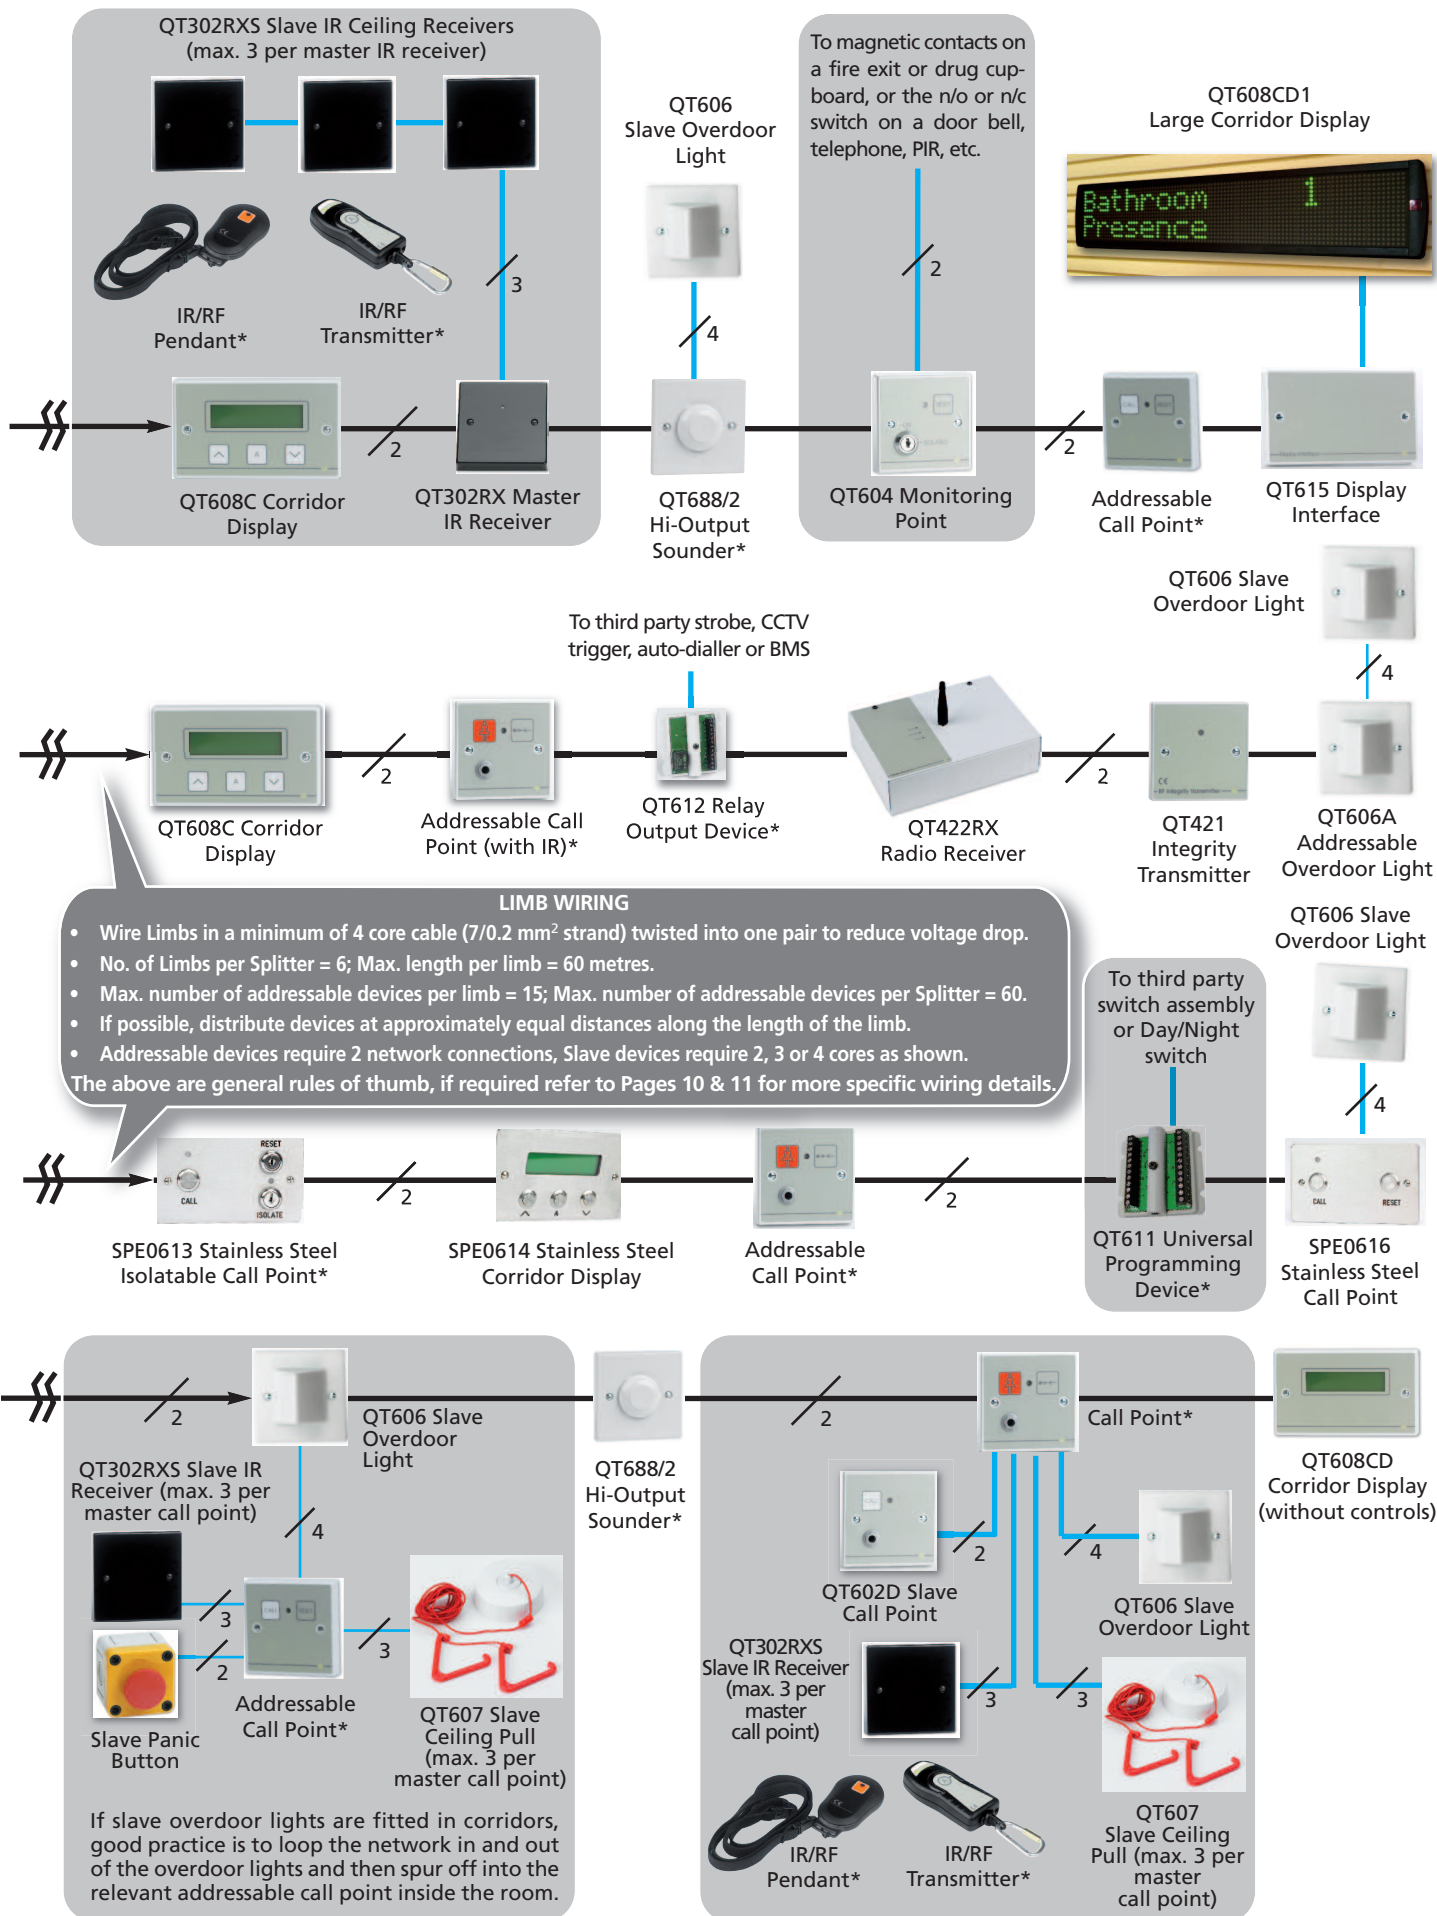 QT302RXS Slave IR Ceiling Receivers
(max. 3 per master IR receiver)
IR/RF
Pendant*
IR/RF
Transmitter*
3
2
QT608C Corridor
Display
QT302RX Master
IR Receiver
QT606
Slave Overdoor
Light
4
QT688/2
Hi-Output
Sounder*
To magnetic contacts on
a fire exit or drug cup-
board, or the n/o or n/c
switch on a door bell,
telephone, PIR, etc.
2
QT604 Monitoring
Point
2
CALL
Addressable
Call Point*
QT608CD1
Large Corridor Display
Bathroom 1
Presence
QT615 Display
Interface
QT606 Slave
Overdoor Light
4
To third party strobe, CCTV
trigger, auto-dialler or BMS
A
2
QT608C Corridor
Display
Addressable Call
Point (with IR)*
QT612 Relay
Output Device*
QT422RX
Radio Receiver
2
CE
RF Integrity transmitter
QT421
Integrity
Transmitter
QT606A
Addressable
Overdoor Light
LIMB WIRING
• Wire Limbs in a minimum of 4 core cable (7/0.2 mm² strand) twisted into one pair to reduce voltage drop.
• No. of Limbs per Splitter = 6; Max. length per limb = 60 metres.
• Max. number of addressable devices per limb = 15; Max. number of addressable devices per Splitter = 60.
• If possible, distribute devices at approximately equal distances along the length of the limb.
• Addressable devices require 2 network connections, Slave devices require 2, 3 or 4 cores as shown.
The above are general rules of thumb, if required refer to Pages 10 & 11 for more specific wiring details.
QT606 Slave
Overdoor Light
4
To third party
switch assembly
or Day/Night
switch
RESET
CALL
ISOLATE
2
A
2
CALL
RESET
SPE0613 Stainless Steel
Isolatable Call Point*
SPE0614 Stainless Steel
Corridor Display
Addressable
Call Point*
QT611 Universal
Programming
Device*
SPE0616
Stainless Steel
Call Point
2
QT606 Slave
Overdoor
Light
QT302RXS Slave IR
Receiver (max. 3 per
master call point)
4
3
2
3
CALL
Slave Panic
Button
Addressable
Call Point*
QT607 Slave
Ceiling Pull
(max. 3 per
master call point)
If slave overdoor lights are fitted in corridors,
good practice is to loop the network in and out
of the overdoor lights and then spur off into the
relevant addressable call point inside the room.
QT688/2
Hi-Output
Sounder*
2
Call Point*
CALL
2
QT602D Slave
Call Point
4
QT606 Slave
Overdoor Light
QT302RXS
Slave IR Receiver
(max. 3 per
master
call point)
3
3
IR/RF
Pendant*
IR/RF
Transmitter*
QT607
Slave Ceiling
Pull (max. 3 per
master
call point)
QT608CD
Corridor Display
(without controls)